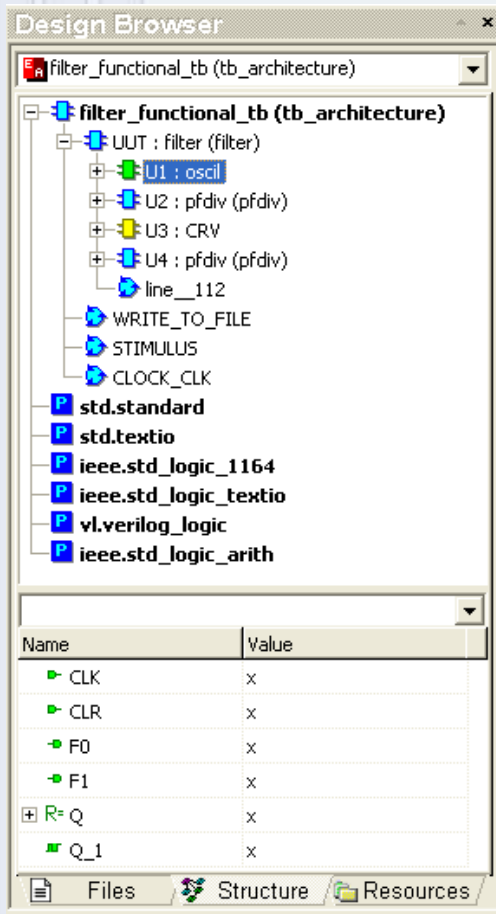 Design Browser
filter_functional_tb (tb_architecture)
filter_functional_tb (tb_architecture)
UUT : filter (filter)
U1 : oscil
U2 : pfdiv (pfdiv)
U3 : CRV
U4 : pfdiv (pfdiv)
line__112
WRITE_TO_FILE
STIMULUS
CLOCK_CLK
P std.standard
P std.textio
P ieee.std_logic_1164
P ieee.std_logic_textio
P vl.verilog_logic
P ieee.std_logic_arith
Name Value
CLK x
CLR x
F0 x
F1 x
R= Q x
Q_1 x
Files Structure Resources